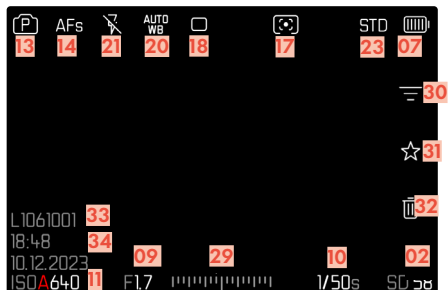 P AFs AUTO WB STD
13 14 21 20 18 17 23 07
30
31
32
L1061001 33
18:48 34
10.12.2023 09 29 10 02
ISO A640 11 F1.7 1/50s SD 58